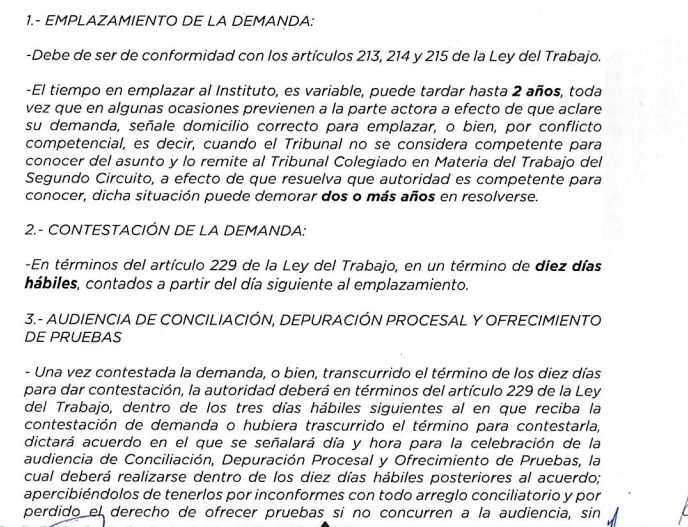 1.- EMPLAZAMIENTO DE LA DEMANDA:
-Debe de ser de conformidad con los artículos 213, 214 y 215 de la Ley del Trabajo.
-El tiempo en emplazar al Instituto, es variable, puede tardar hasta 2 años, toda
vez que en algunas ocasiones previenen a la parte actora a efecto de que aclare
su demanda, señale domicilio correcto para emplazar, o bien, por conflicto
competencial, es decir, cuando el Tribunal no se considera competente para
conocer del asunto y lo remite al Tribunal Colegiado en Materia del Trabajo del
Segundo Circuito, a efecto de que resuelva que autoridad es competente para
conocer, dicha situación puede demorar dos o más años en resolverse.
2.- CONTESTACIÓN DE LA DEMANDA:
-En términos del artículo 229 de la Ley del Trabajo, en un término de diez días
hábiles, contados a partir del día siguiente al emplazamiento.
3.- AUDIENCIA DE CONCILIACIÓN, DEPURACIÓN PROCESAL Y OFRECIMIENTO
DE PRUEBAS
- Una vez contestada la demanda, o bien, transcurrido el término de los diez días
para dar contestación, la autoridad deberá en términos del artículo 229 de la Ley
del Trabajo, dentro de los tres días hábiles siguientes al en que reciba la
contestación de demanda o hubiera trascurrido el término para contestarla,
dictará acuerdo en el que se señalará día y hora para la celebración de la
audiencia de Conciliación, Depuración Procesal y Ofrecimiento de Pruebas, la
cual deberá realizarse dentro de los diez días hábiles posteriores al acuerdo;
apercibiéndolos de tenerlos por inconformes con todo arreglo conciliatorio y por
perdido el derecho de ofrecer pruebas si no concurren a la audiencia, sin